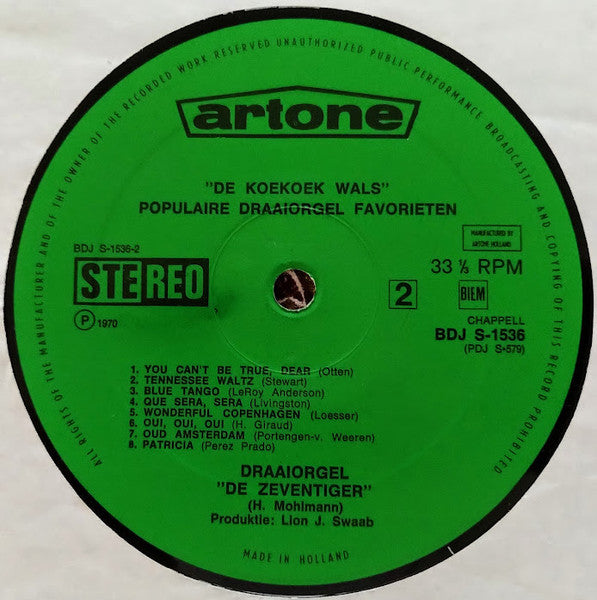 ALL RIGHTS OF THE MANUFACTURER AND OF THE OWNER OF THE RECORDED WORK RESERVED UNAUTHORIZED PUBLIC PERFORMANCE BROADCASTING AND COPYING OF THIS RECORD PROHIBITED
artone
"DE KOEKOEK WALS"
POPULAIRE DRAAIORGEL FAVORIETEN
MANUFACTURED BY
ARTONE HOLLAND
BDJ S-1536-2
STEREO
33 ⅓ RPM
2
BIEM
℗ 1970
CHAPPELL
BDJ S-1536
(PDJ S-579)
1. YOU CAN'T BE TRUE, DEAR (Otten)
2. TENNESSEE WALTZ (Stewart)
3. BLUE TANGO (LeRoy Anderson)
4. QUE SERA, SERA (Livingston)
5. WONDERFUL COPENHAGEN (Loesser)
6. OUI, OUI, OUI (H. Giraud)
7. OUD AMSTERDAM (Portengen-v. Weeren)
8. PATRICIA (Perez Prado)
DRAAIORGEL
"DE ZEVENTIGER"
(H. Mohlmann)
Produktie: Lion J. Swaab
MADE IN HOLLAND